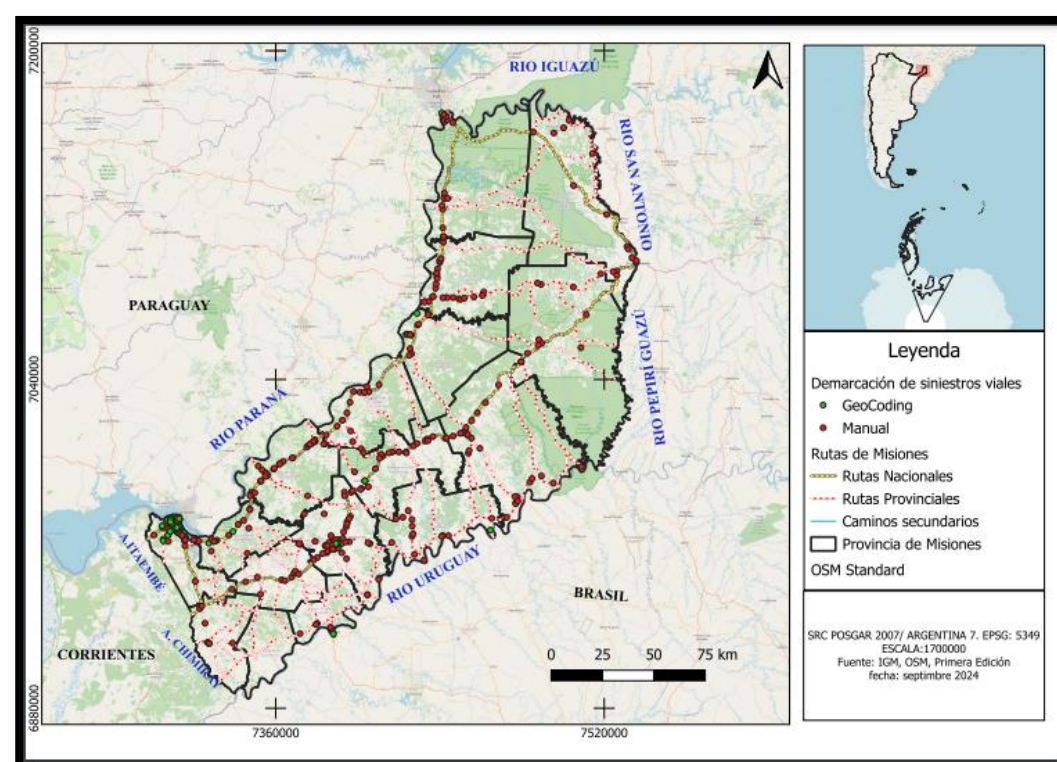 7200000
7040000
6880000
7360000
7520000
RIO IGUAZÚ
RIO SAN ANTONIO
RIO PEPIRÍ GUAZÚ
PARAGUAY
RIO PARANÁ
A.ITAEMBÉ
RIO URUGUAY
BRASIL
CORRIENTES
A. CHIMIRAY
0 25 50 75 km
Leyenda
Demarcación de siniestros viales
GeoCoding
Manual
Rutas de Misiones
Rutas Nacionales
Rutas Provinciales
Caminos secundarios
Provincia de Misiones
OSM Standard
SRC POSGAR 2007/ ARGENTINA 7. EPSG: 5349
ESCALA:1700000
Fuente: IGM, OSM, Primera Edición
fecha: septimbre 2024